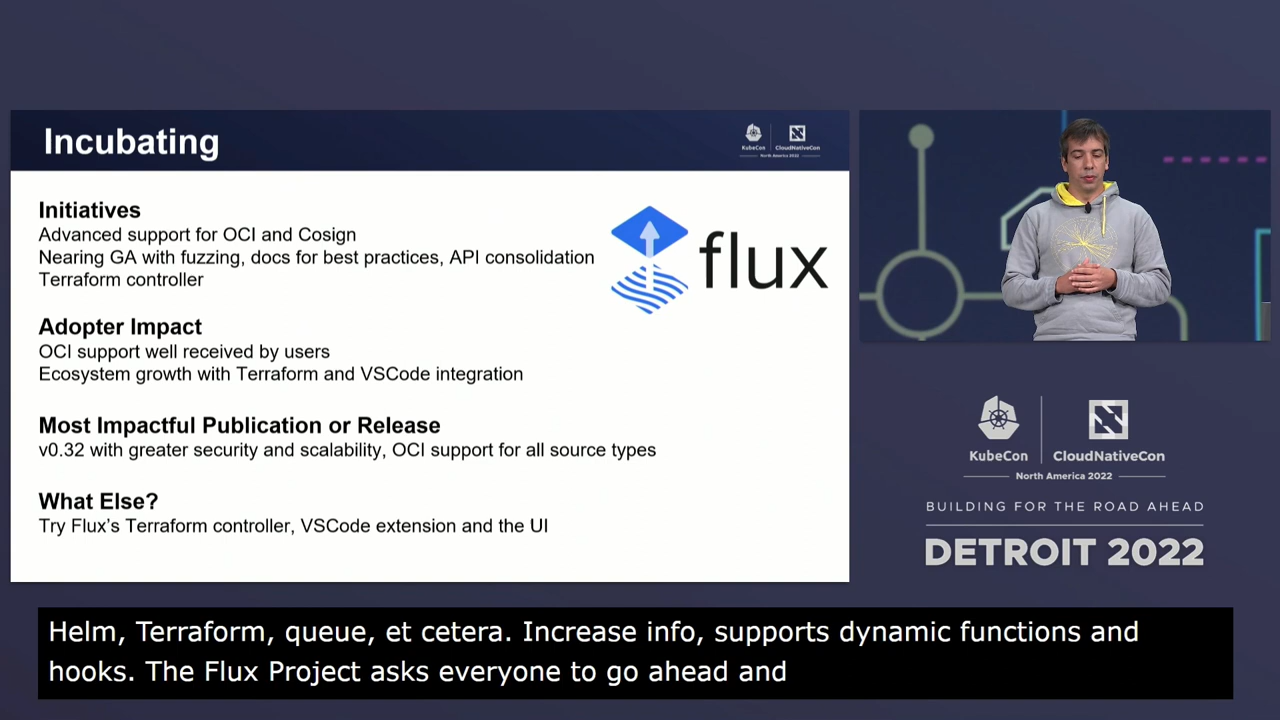 Incubating
KubeCon
CloudNativeCon
North America 2022
Initiatives
Advanced support for OCI and Cosign
Nearing GA with fuzzing, docs for best practices, API consolidation
Terraform controller
flux
Adopter Impact
OCI support well received by users
Ecosystem growth with Terraform and VSCode integration
Most Impactful Publication or Release
v0.32 with greater security and scalability, OCI support for all source types
What Else?
Try Flux's Terraform controller, VSCode extension and the UI
KubeCon
CloudNativeCon
North America 2022
BUILDING FOR THE ROAD AHEAD
DETROIT 2022
Helm, Terraform, queue, et cetera. Increase info, supports dynamic functions and
hooks. The Flux Project asks everyone to go ahead and